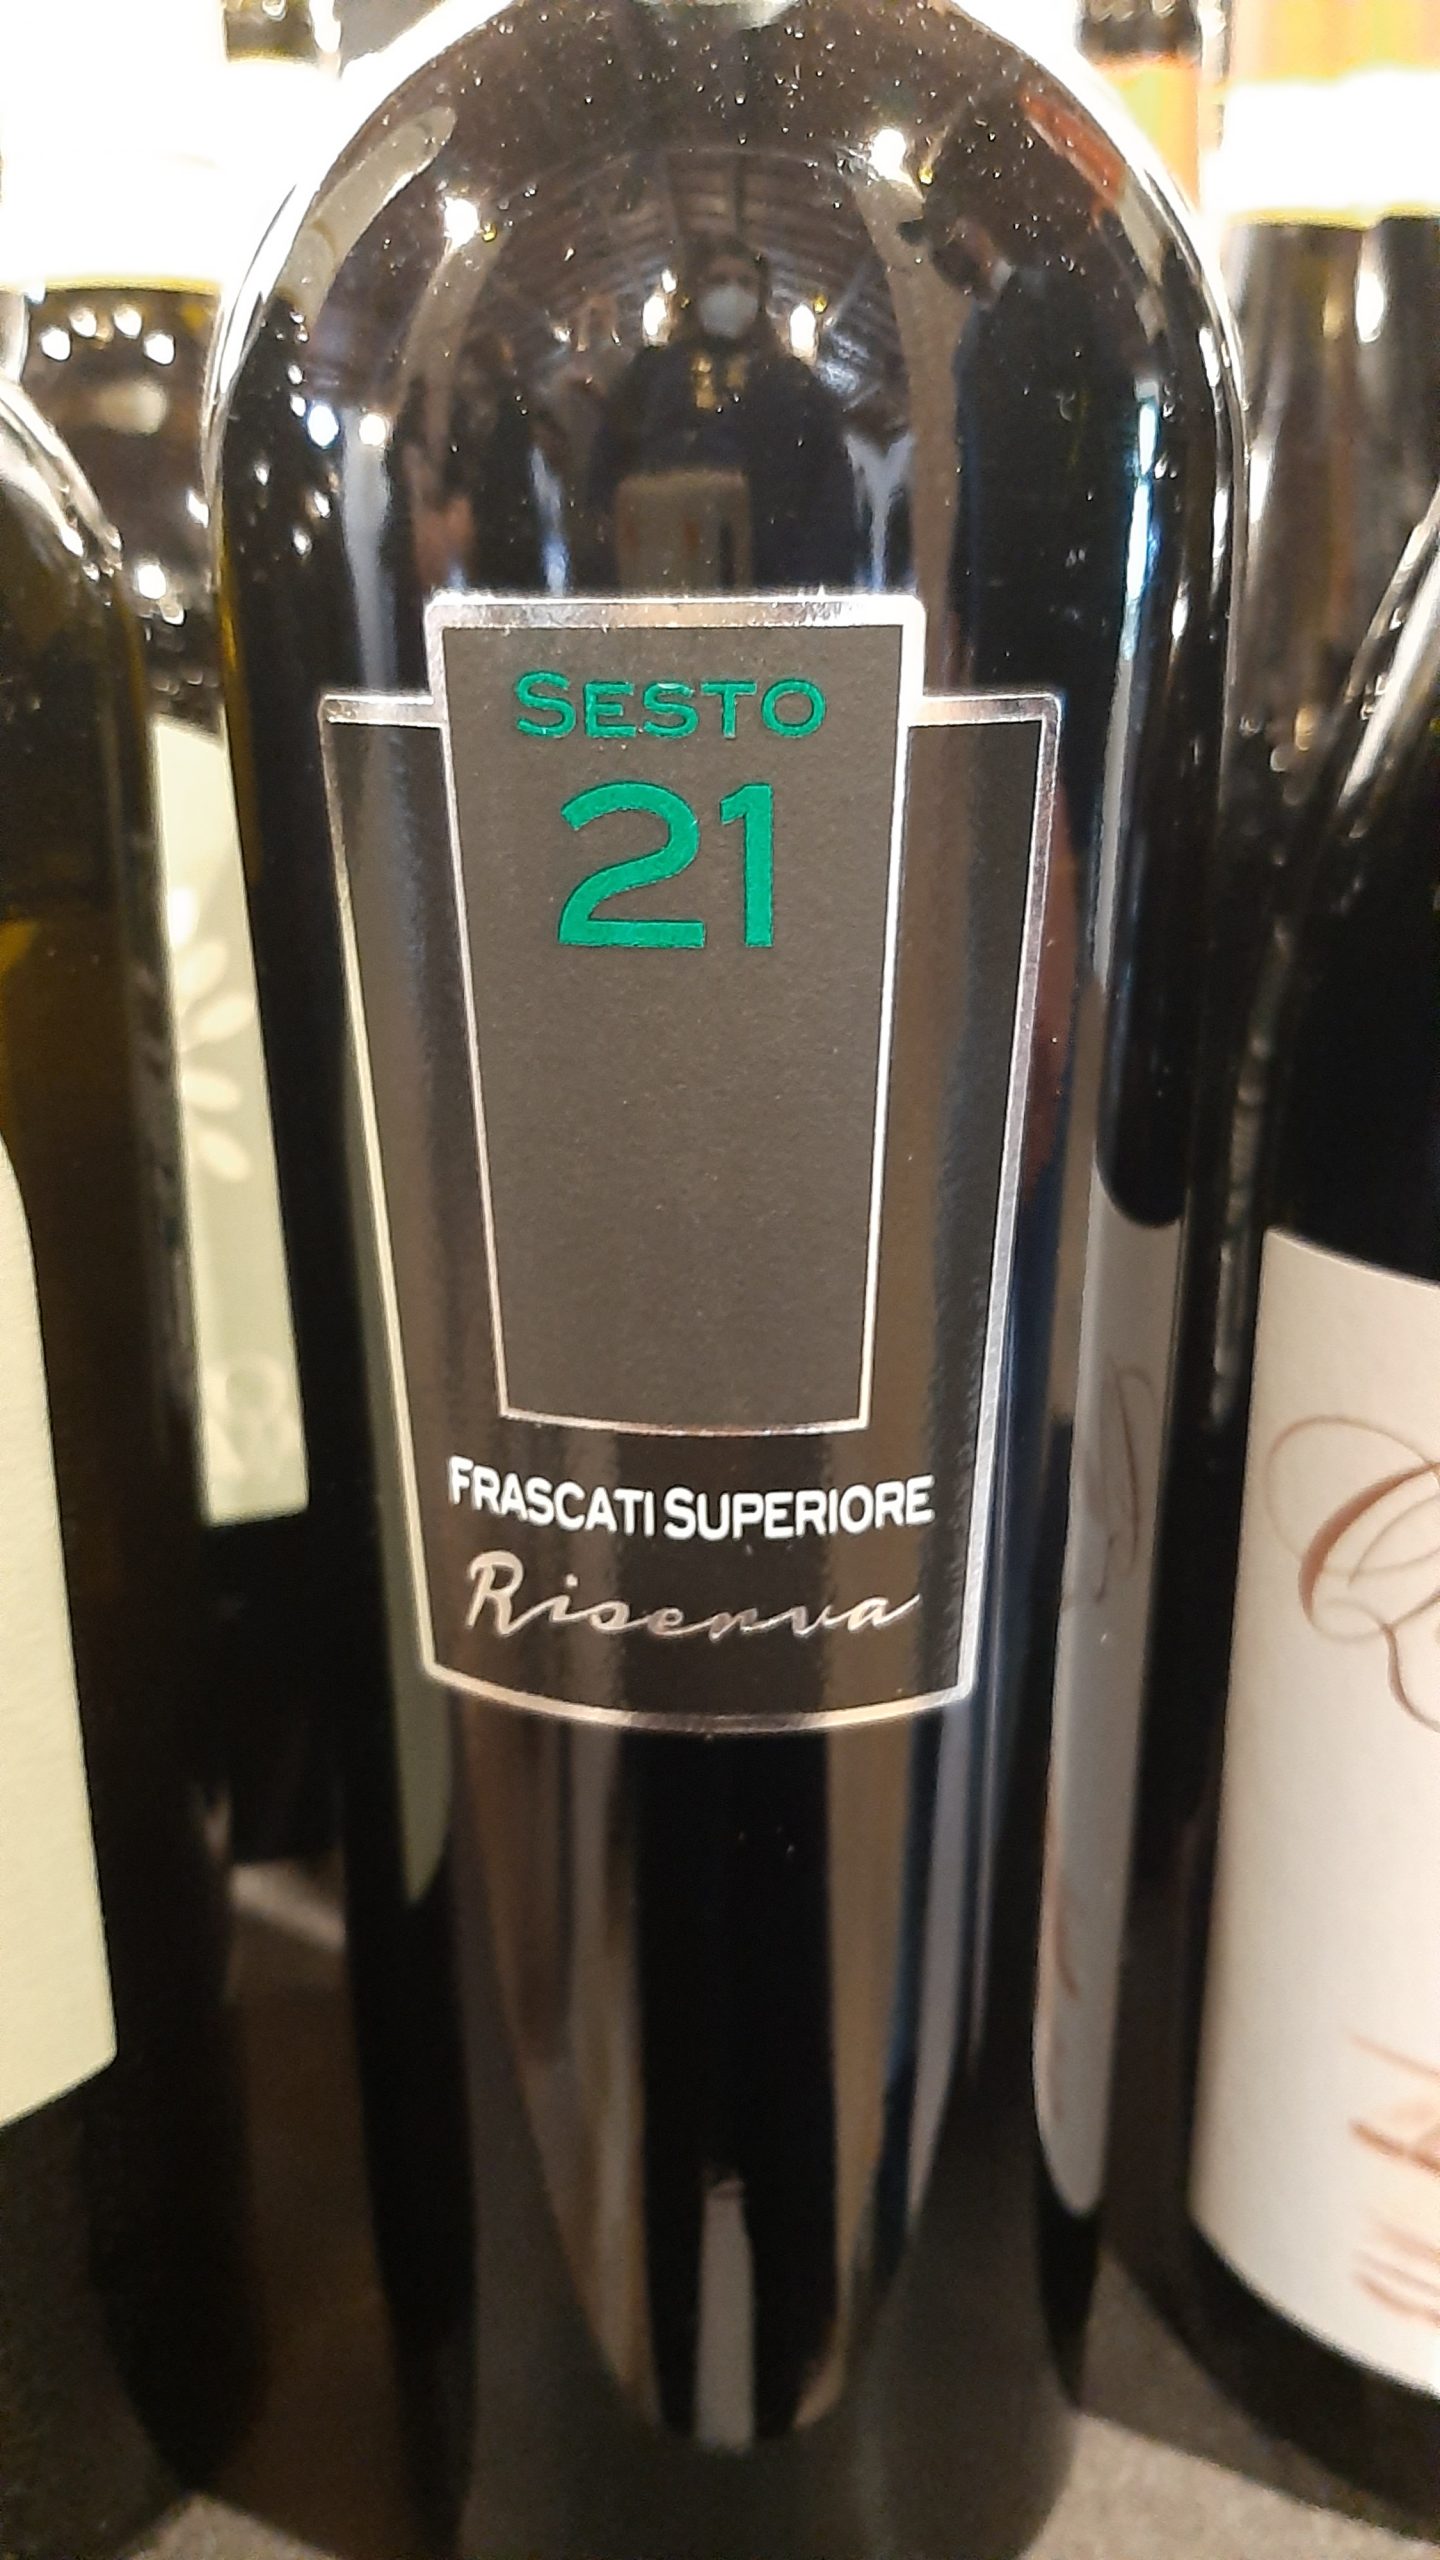 SESTO
21
FRASCATI SUPERIORE
Riserva